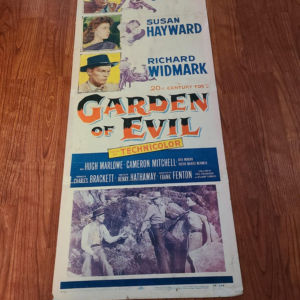 SUSAN
HAYWARD
RICHARD
WIDMARK
20th CENTURY-FOX
GARDEN
OF EVIL
TECHNICOLOR
HUGH MARLOWE · CAMERON MITCHELL
CHARLES BRACKETT
HENRY HATHAWAY
FRANK FENTON